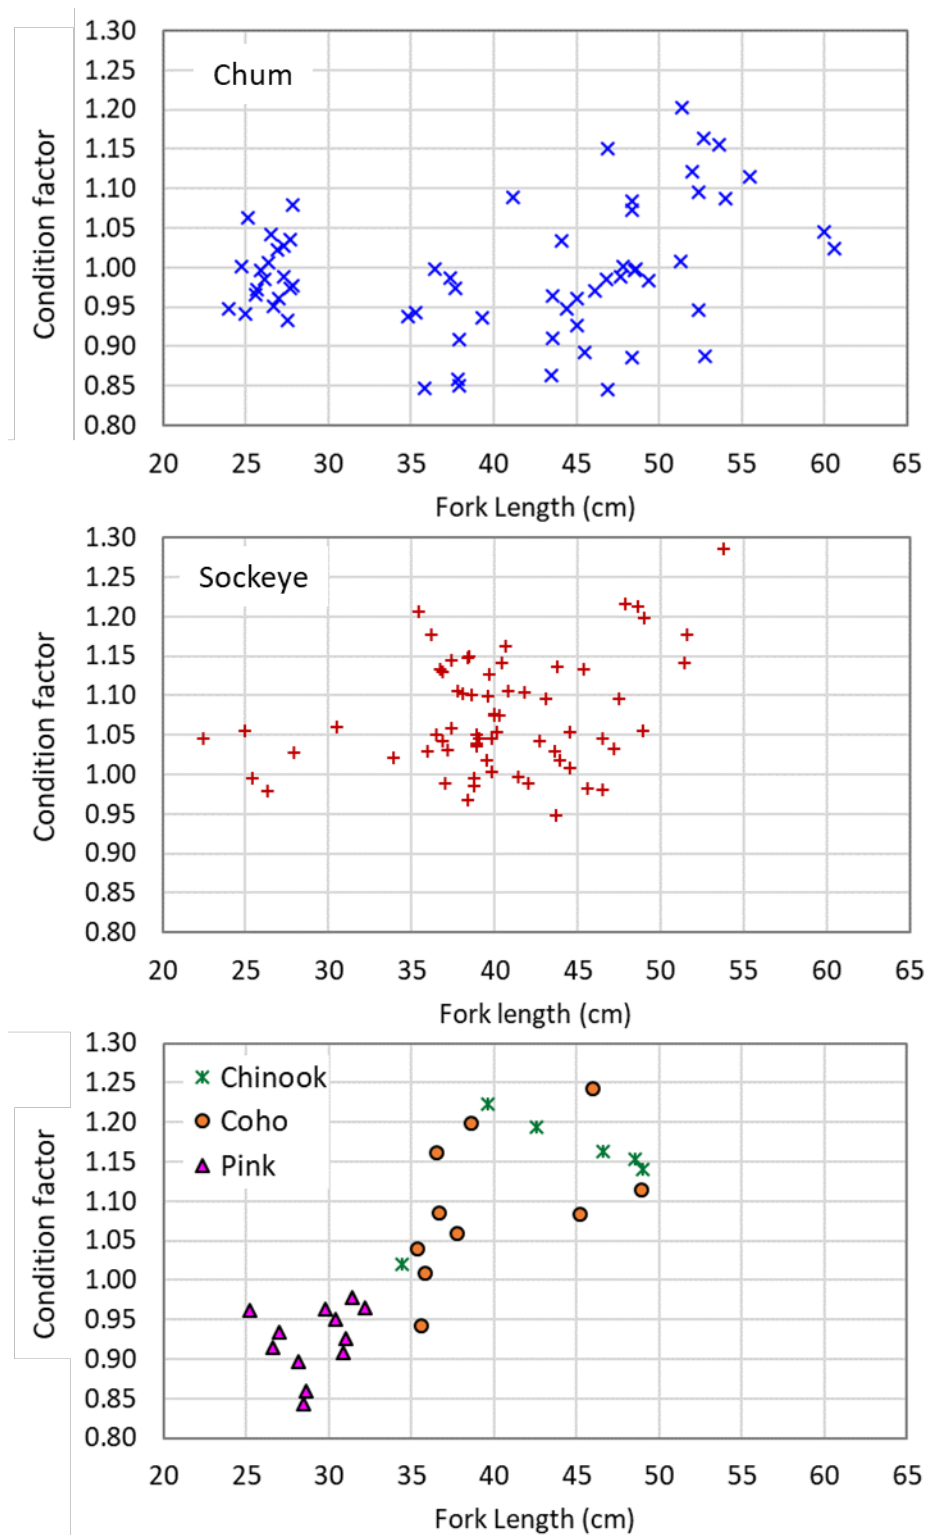 1.30
1.25
Chum
1.20
1.15
1.10
1.05
1.00
0.95
0.90
0.85
0.80
Condition factor
20 25 30 35 40 45 50 55 60 65
Fork Length (cm)
1.30
1.25
Sockeye
1.20
1.15
1.10
1.05
1.00
0.95
0.90
0.85
0.80
Condition factor
20 25 30 35 40 45 50 55 60 65
Fork length (cm)
1.30
Chinook
1.25
Coho
1.20
Pink
1.15
1.10
1.05
1.00
0.95
0.90
0.85
0.80
Condition factor
20 25 30 35 40 45 50 55 60 65
Fork Length (cm)